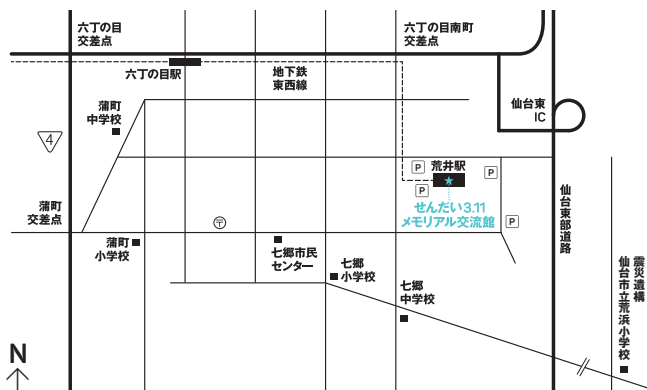 六丁の目
交差点
六丁の目南町
交差点
六丁の目駅
地下鉄
東西線
仙台東
IC
蒲町
中学校
4
P
荒井駅
P
P
せんだい3.11
メモリアル交流館
P
蒲町
交差点
〒
仙台東部道路
蒲町
小学校
七郷市民
センター
七郷
小学校
七郷
中学校
震災遺構
仙台市立荒浜小学校
N